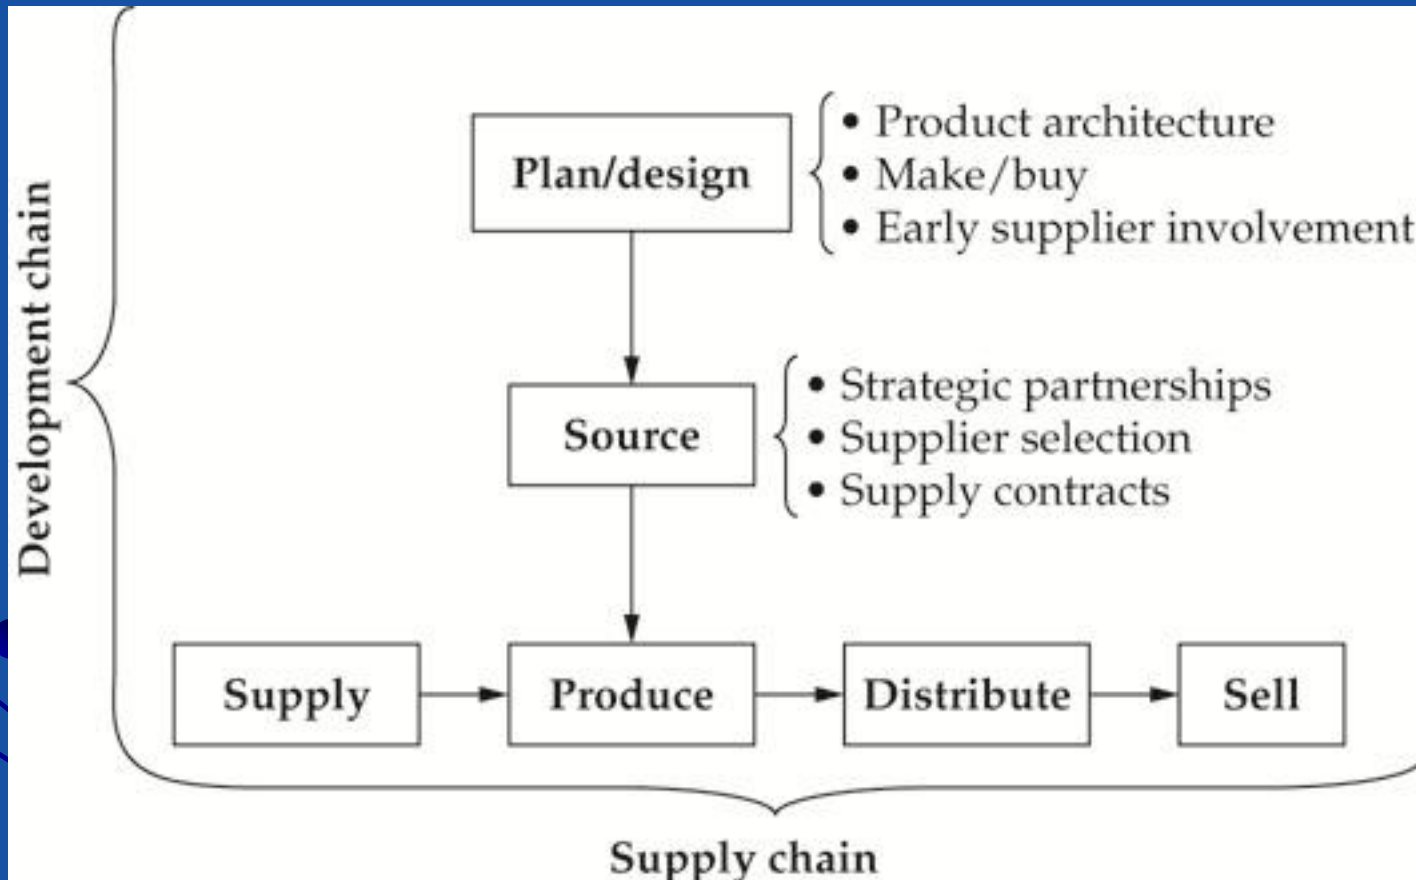 Development chain
Plan/design
• Product architecture
• Make/buy
• Early supplier involvement
Source
• Strategic partnerships
• Supplier selection
• Supply contracts
Supply
Produce
Distribute
Sell
Supply chain